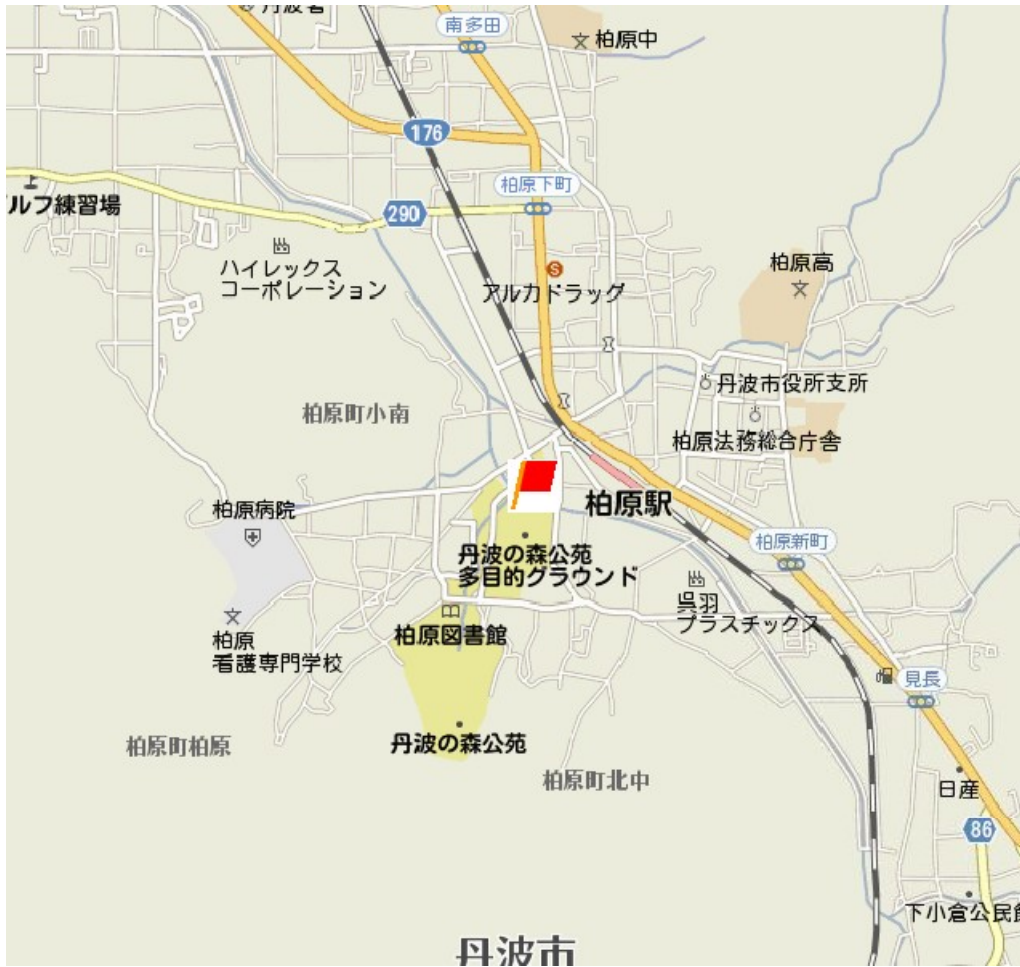 丹波署
南多田
柏原中
176
柏原下町
ルフ練習場
290
ハイレックス
コーポレーション
アルカドラッグ
柏原高
丹波市役所支所
柏原町小南
柏原法務総合庁舎
柏原病院
柏原駅
柏原新町
丹波の森公苑
多目的グラウンド
呉羽
プラスチックス
柏原図書館
柏原
看護専門学校
見長
丹波の森公苑
柏原町柏原
柏原町北中
日産
86
下小倉公民館
丹波市